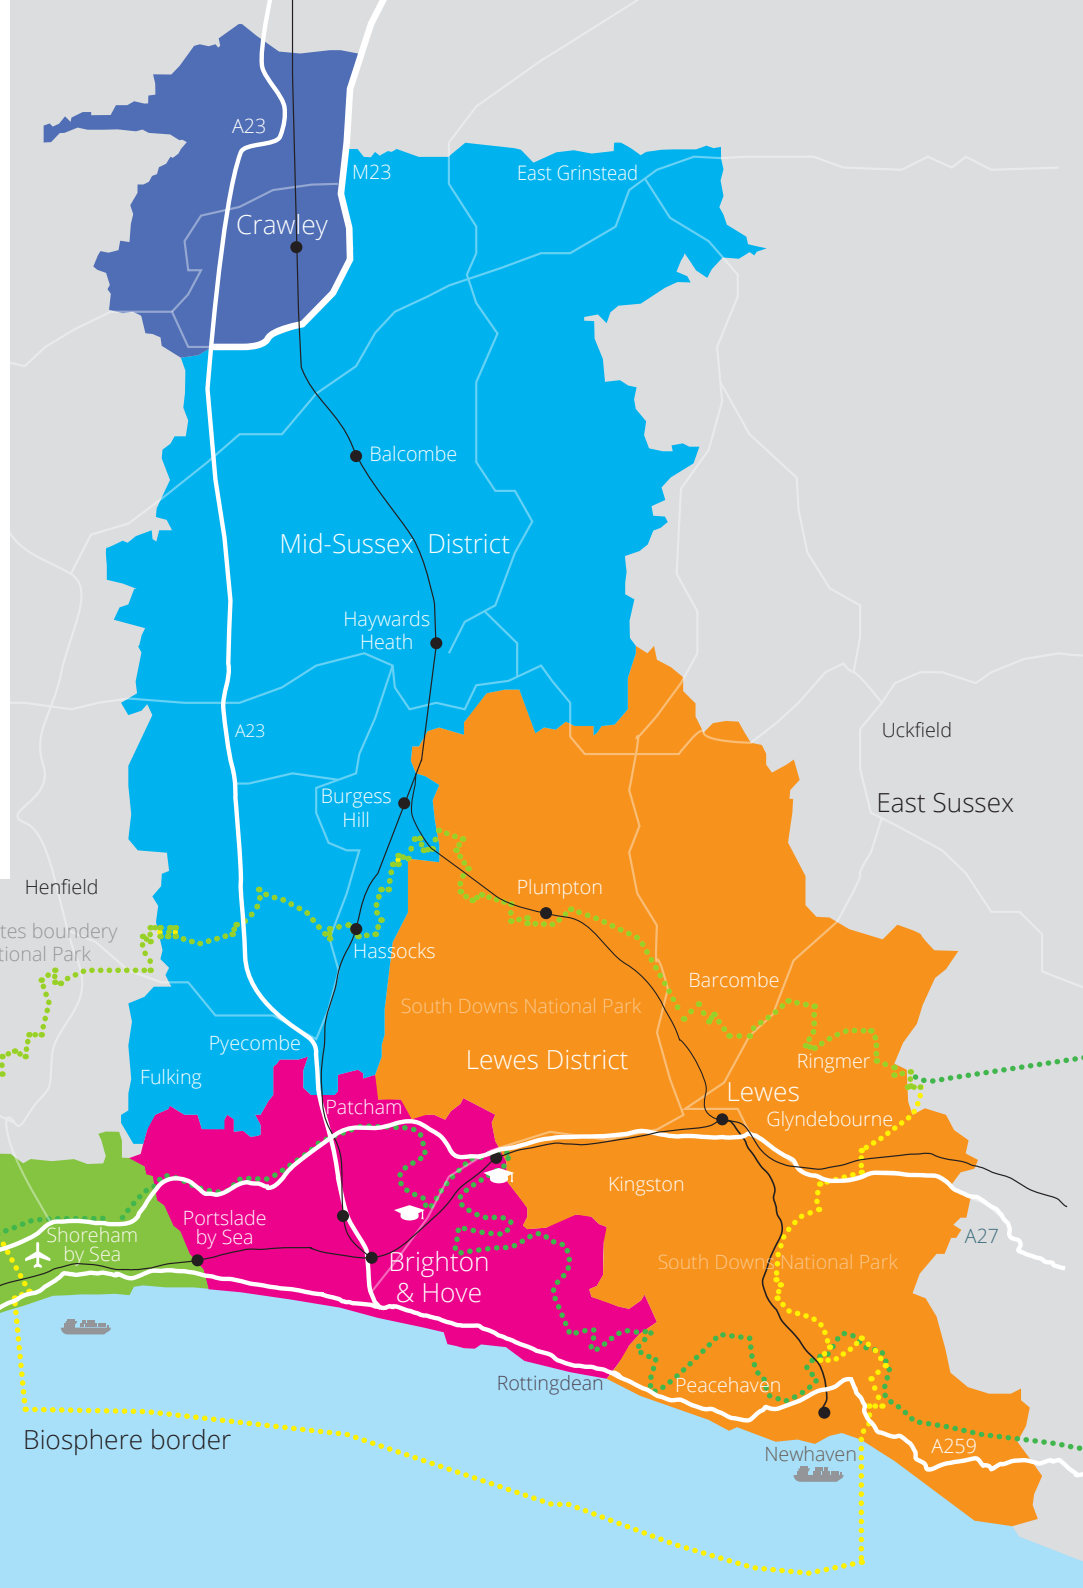 A23
M23
East Grinstead
Crawley
Balcombe
Mid-Sussex District
Haywards
Heath
A23
Uckfield
Burgess
Hill
East Sussex
Henfield
Plumpton
tes boundery
tional Park
Hassocks
Barcombe
South Downs National Park
Pyecombe
Lewes District
Ringmer
Fulking
Lewes
Patcham
Glyndebourne
Kingston
Portslade
by Sea
Shoreham
by Sea
A27
Brighton
& Hove
South Downs National Park
Rottingdean
Peacehaven
Biosphere border
Newhaven
A259